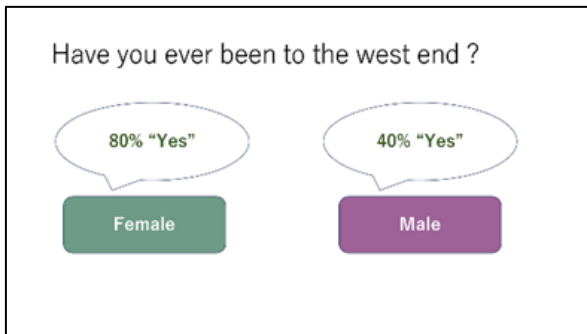 Have you ever been to the west end ?
80% “Yes”
40% “Yes”
Female
Male